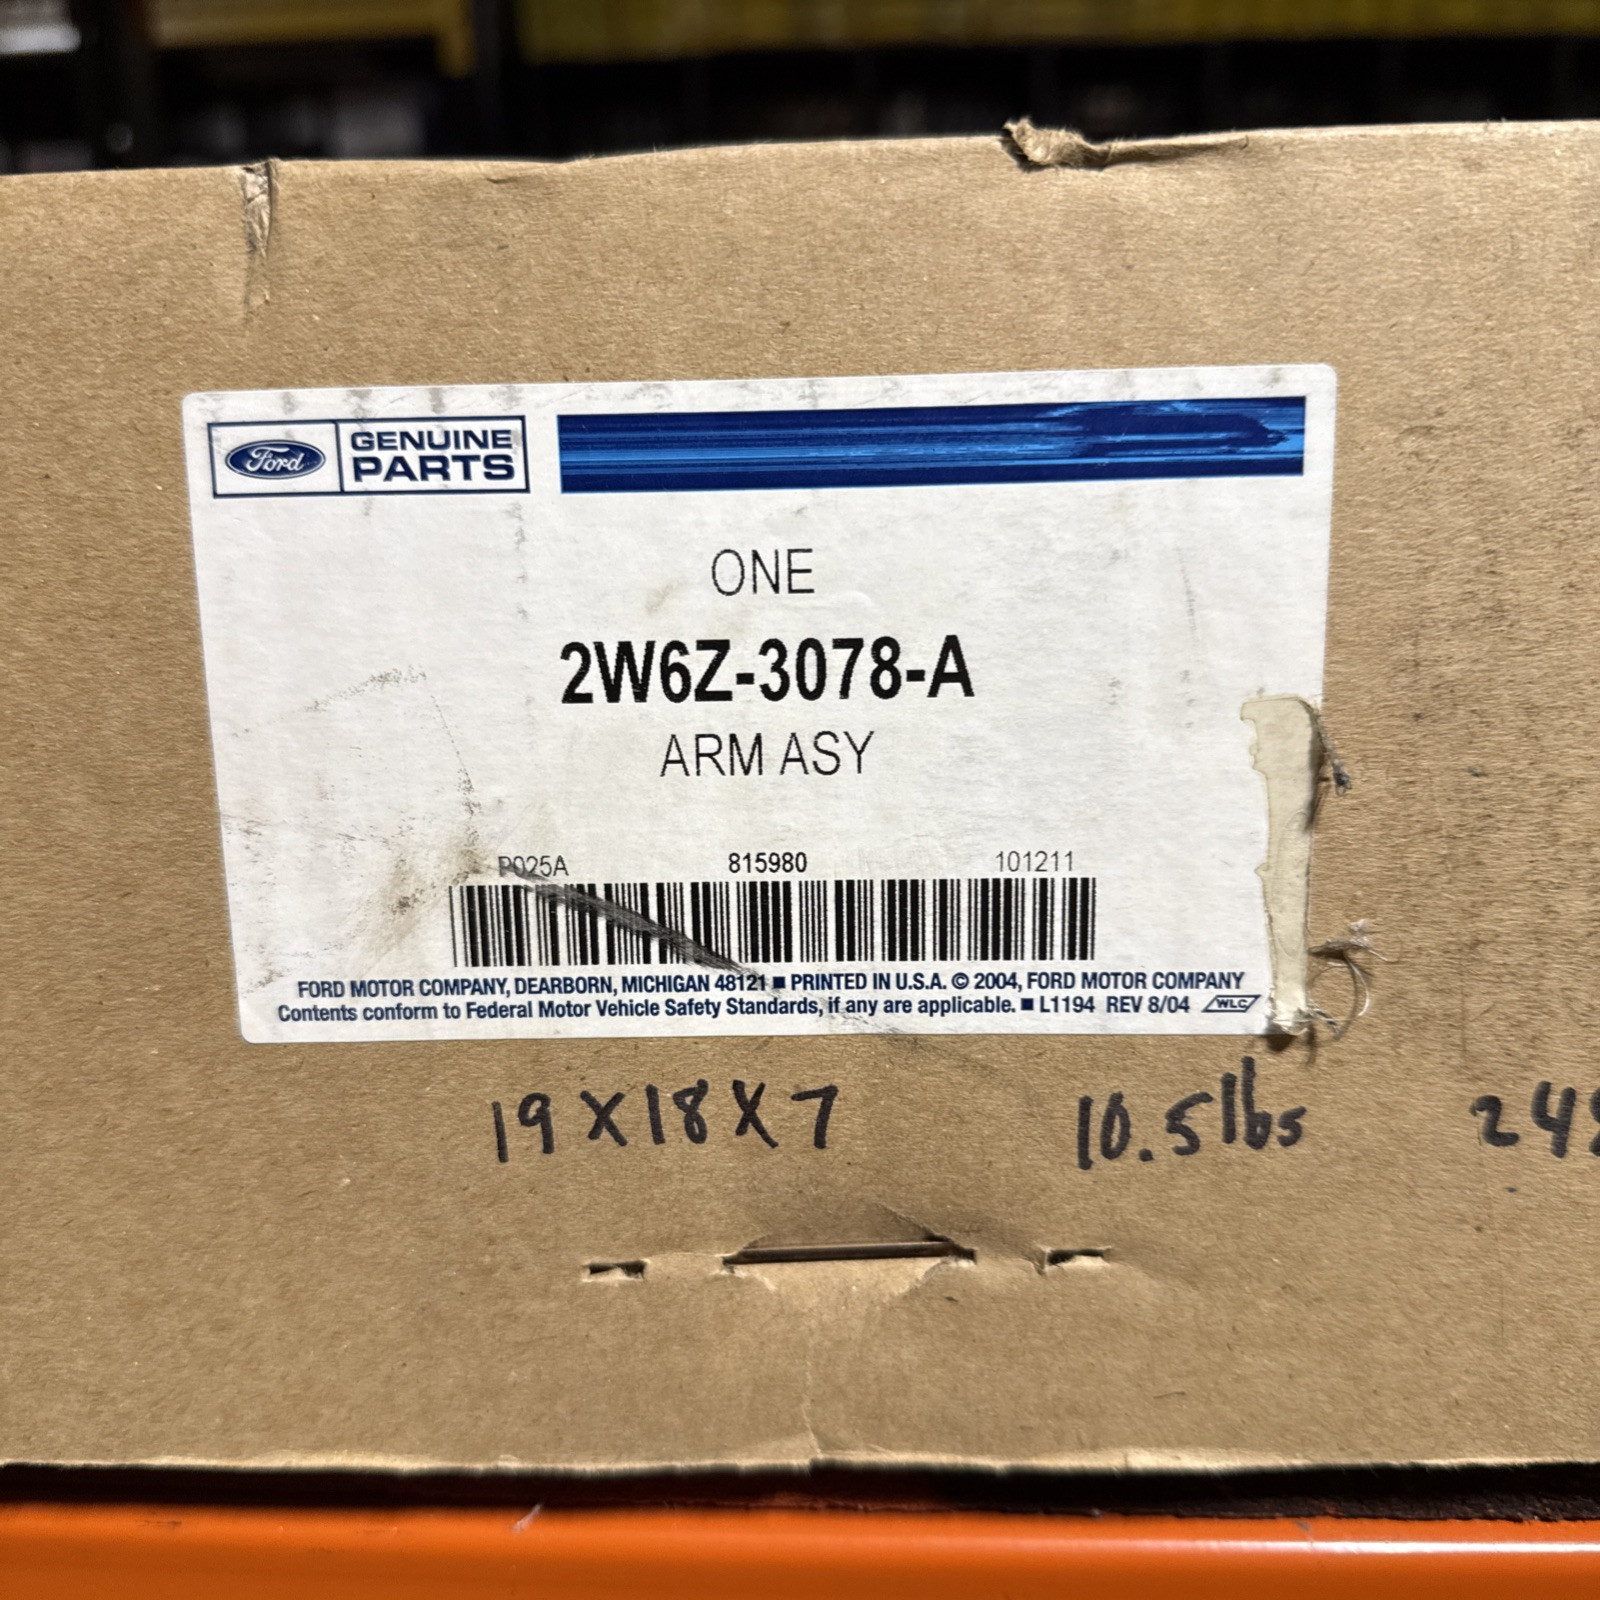 Ford GENUINE
PARTS
ONE
2W6Z-3078-A
ARM ASY
P025A 815980 101211
FORD MOTOR COMPANY, DEARBORN, MICHIGAN 48121 ■ PRINTED IN U.S.A. © 2004, FORD MOTOR COMPANY
Contents conform to Federal Motor Vehicle Safety Standards, if any are applicable. ■ L1194 REV 8/04 WLC
19 X 18 X 7 10.5 lbs